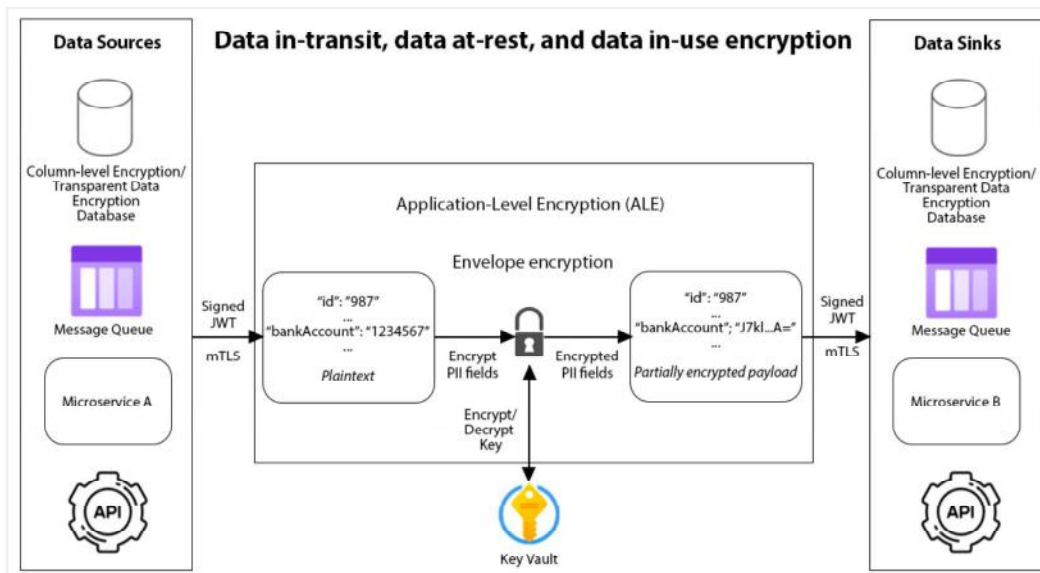 Data Sources
Data in-transit, data at-rest, and data in-use encryption
Data Sinks
Column-level Encryption/
Transparent Data
Encryption
Database
Message Queue
Microservice A
API
Signed
JWT
mTLS
Application-Level Encryption (ALE)
Envelope encryption
"id": "987"
...
"bankAccount": "1234567"
...
Plaintext
Encrypt
PII fields
Encrypted
PII fields
"id": "987"
...
"bankAccount"; "J7kl...A="
...
Partially encrypted payload
Encrypt/
Decrypt
Key
Key Vault
Signed
JWT
mTLS
Column-level Encryption/
Transparent Data
Encryption
Database
Message Queue
Microservice B
API